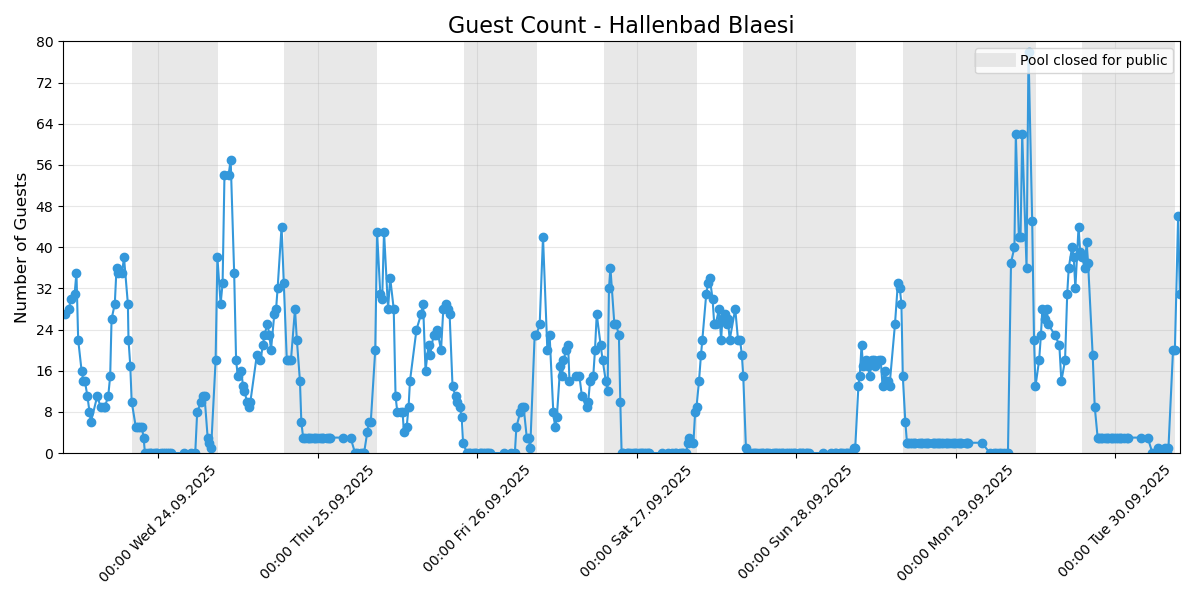 Guest Count - Hallenbad Blaesi
Pool closed for public
Number of Guests
80
72
64
56
48
40
32
24
16
8
0
00:00 Wed 24.09.2025
00:00 Thu 25.09.2025
00:00 Fri 26.09.2025
00:00 Sat 27.09.2025
00:00 Sun 28.09.2025
00:00 Mon 29.09.2025
00:00 Tue 30.09.2025